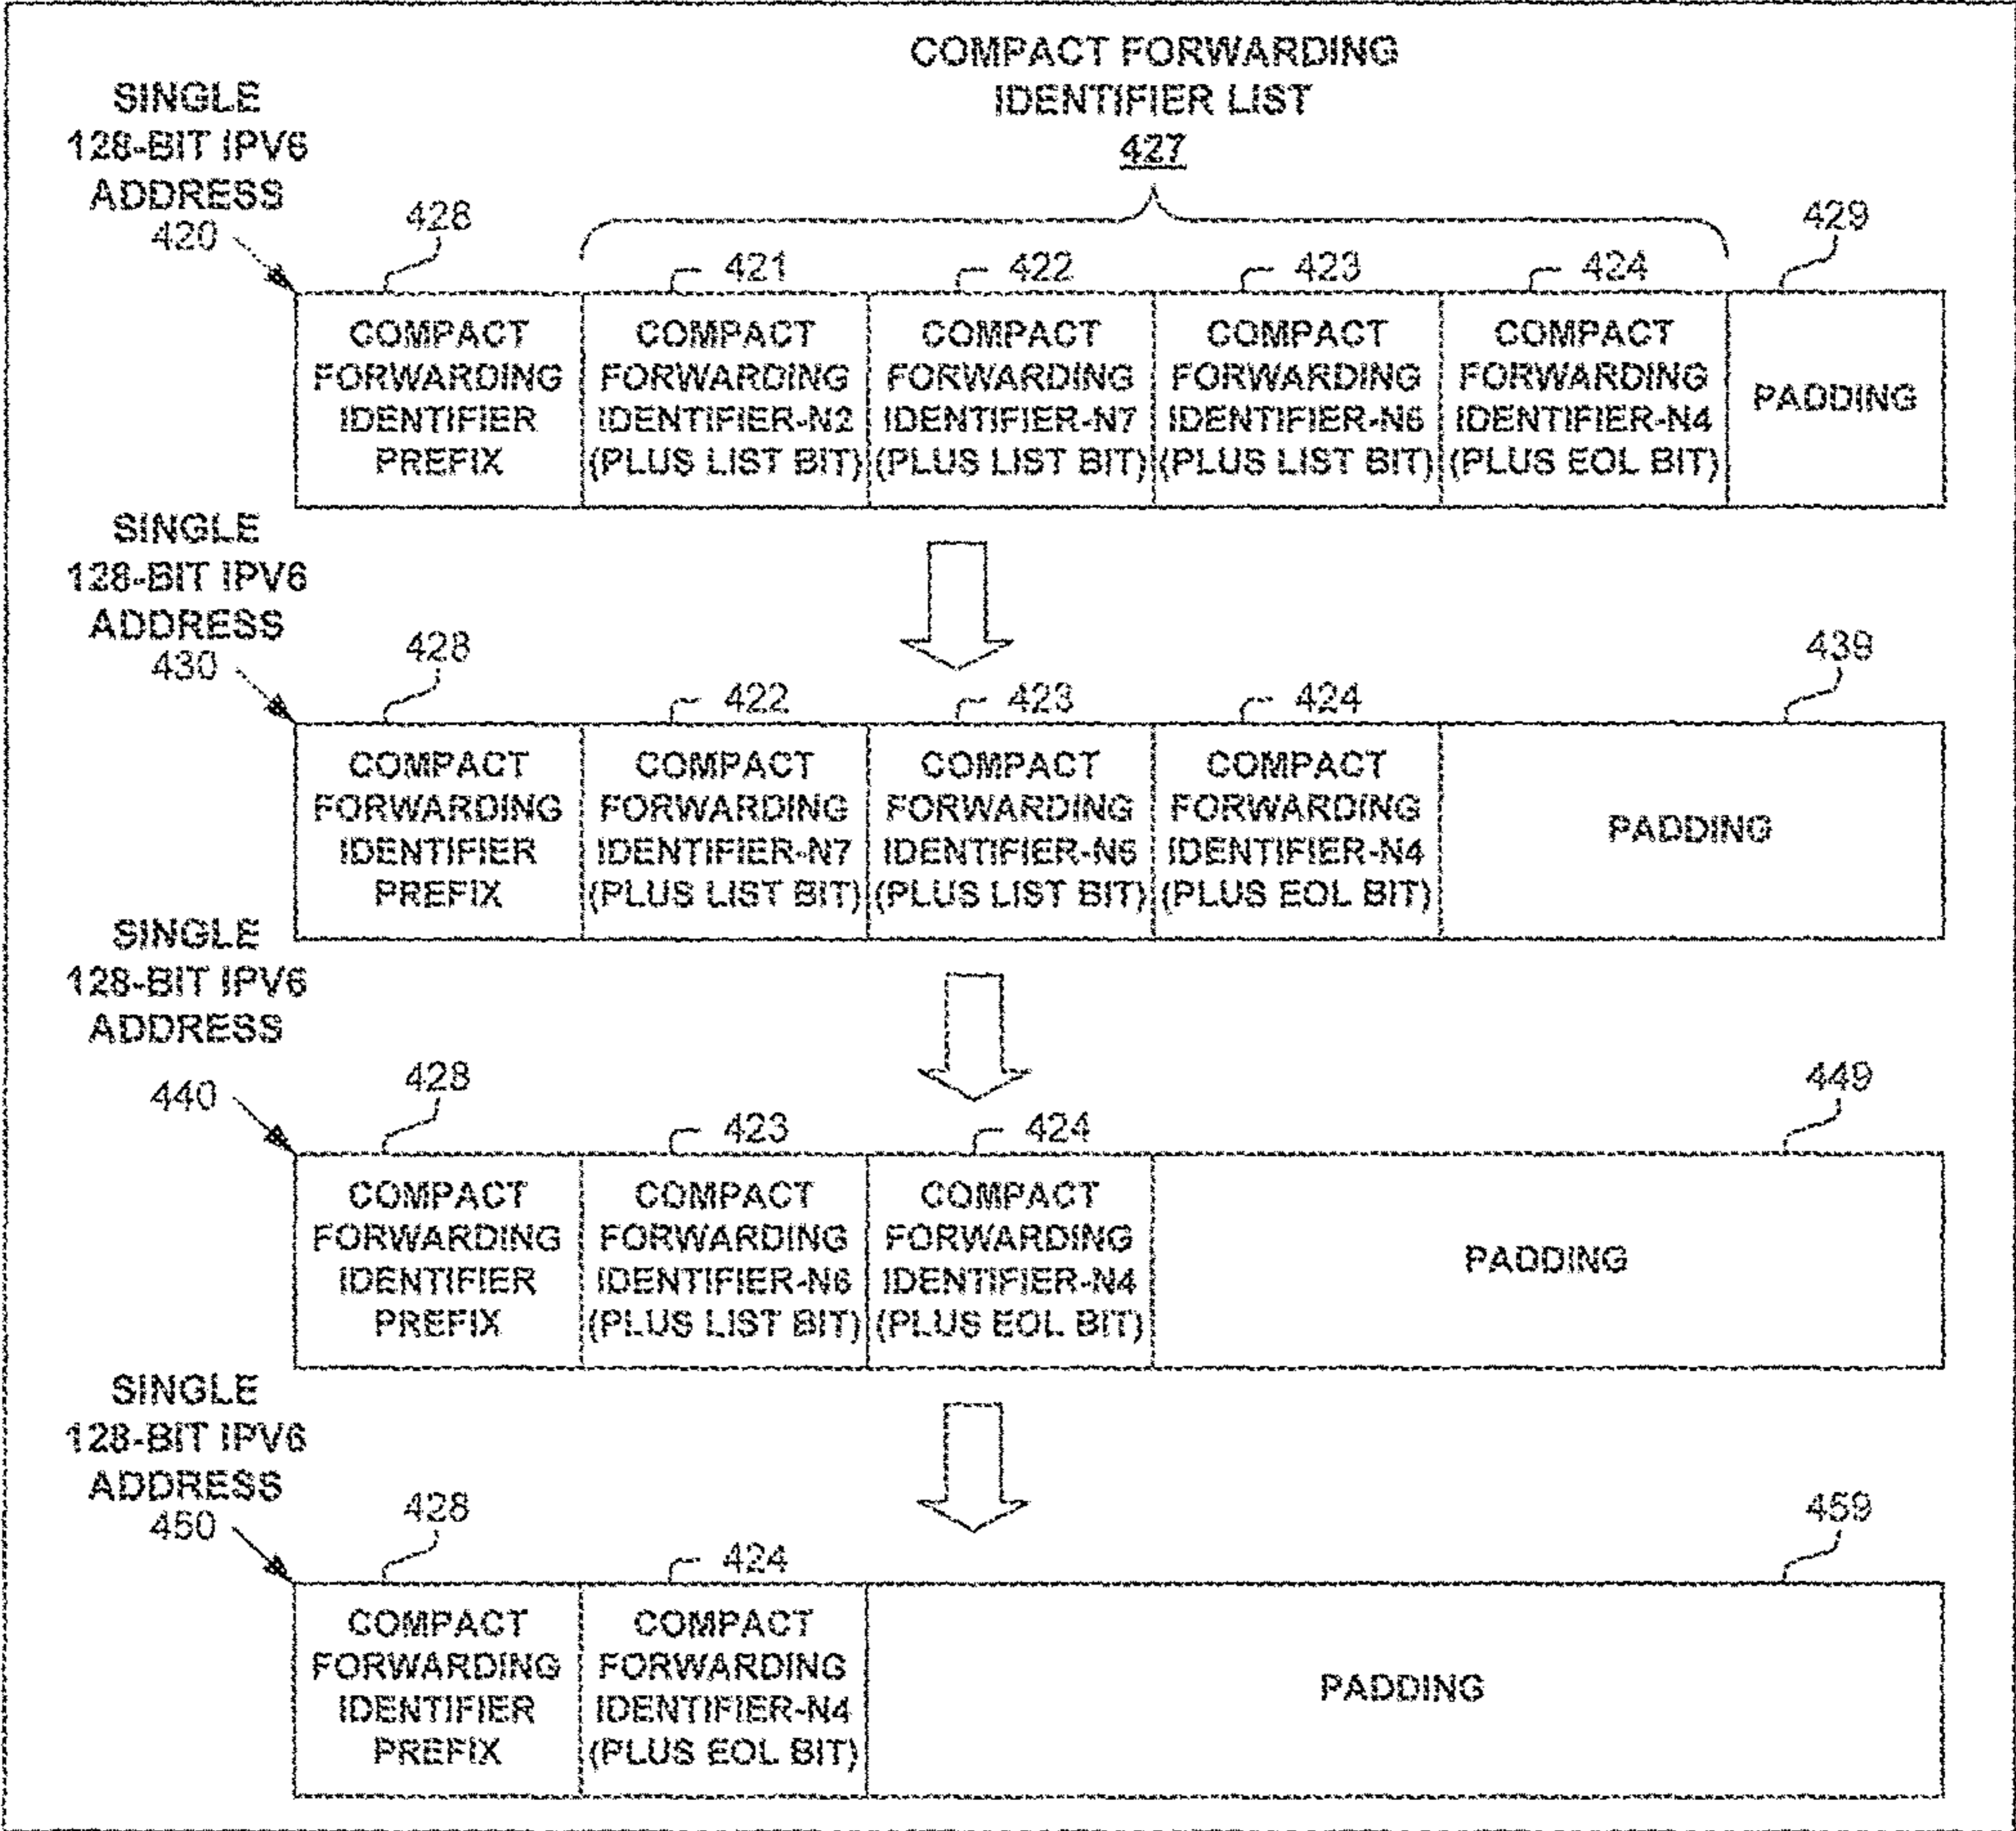 COMPACT FORWARDING
IDENTIFIER LIST
427
SINGLE
128-BIT IPV6
ADDRESS
420
428
421
422
423
424
429
COMPACT
FORWARDING
IDENTIFIER
PREFIX
COMPACT
FORWARDING
IDENTIFIER-N2
(PLUS LIST BIT)
COMPACT
FORWARDING
IDENTIFIER-N7
(PLUS LIST BIT)
COMPACT
FORWARDING
IDENTIFIER-N6
(PLUS LIST BIT)
COMPACT
FORWARDING
IDENTIFIER-N4
(PLUS EOL BIT)
PADDING
SINGLE
128-BIT IPV6
ADDRESS
430
428
422
423
424
439
COMPACT
FORWARDING
IDENTIFIER
PREFIX
COMPACT
FORWARDING
IDENTIFIER-N7
(PLUS LIST BIT)
COMPACT
FORWARDING
IDENTIFIER-N6
(PLUS LIST BIT)
COMPACT
FORWARDING
IDENTIFIER-N4
(PLUS EOL BIT)
PADDING
SINGLE
128-BIT IPV6
ADDRESS
440
428
423
424
449
COMPACT
FORWARDING
IDENTIFIER
PREFIX
COMPACT
FORWARDING
IDENTIFIER-N6
(PLUS LIST BIT)
COMPACT
FORWARDING
IDENTIFIER-N4
(PLUS EOL BIT)
PADDING
SINGLE
128-BIT IPV6
ADDRESS
450
428
424
459
COMPACT
FORWARDING
IDENTIFIER
PREFIX
COMPACT
FORWARDING
IDENTIFIER-N4
(PLUS EOL BIT)
PADDING